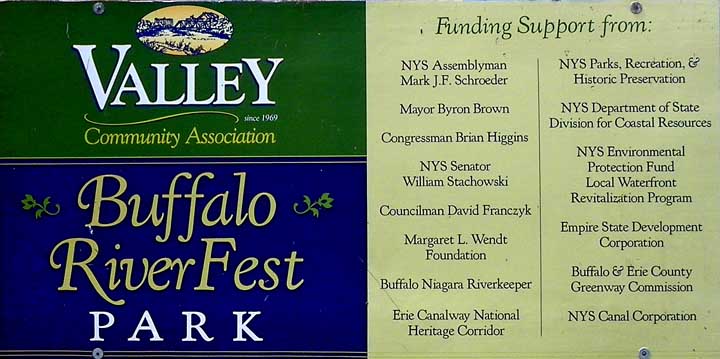 VALLEY
since 1969
Community Association
Buffalo
RiverFest
PARK
Funding Support from:
NYS Assemblyman
Mark J.F. Schroeder
Mayor Byron Brown
Congressman Brian Higgins
NYS Senator
William Stachowski
Councilman David Franczyk
Margaret L. Wendt
Foundation
Buffalo Niagara Riverkeeper
Erie Canalway National
Heritage Corridor
NYS Parks, Recreation, &
Historic Preservation
NYS Department of State
Division for Coastal Resources
NYS Environmental
Protection Fund
Local Waterfront
Revitalization Program
Empire State Development
Corporation
Buffalo & Erie County
Greenway Commission
NYS Canal Corporation